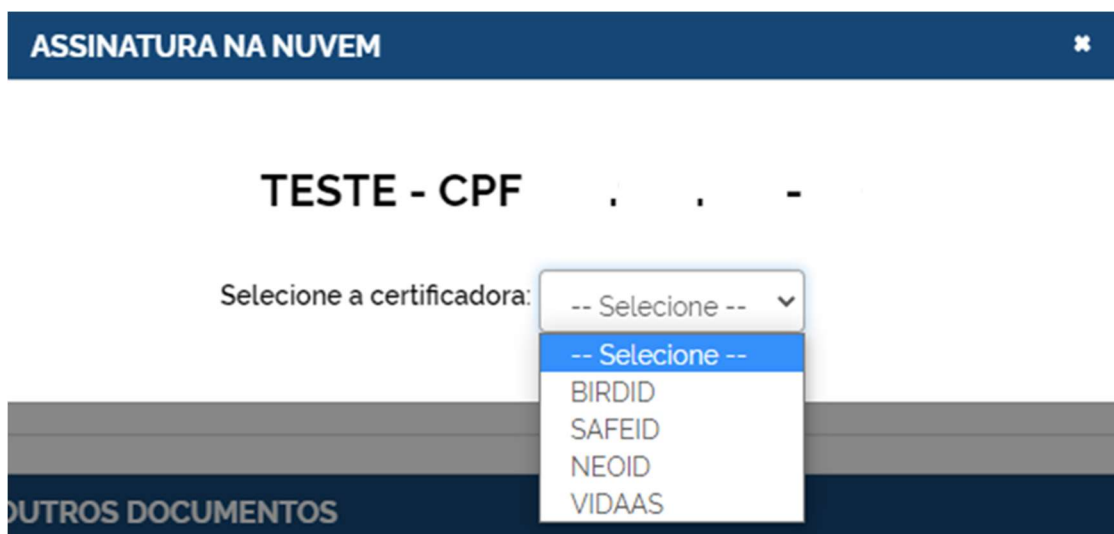 ASSINATURA NA NUVEM ✖
TESTE - CPF . . -
Selecione a certificadora: -- Selecione --
-- Selecione --
BIRDID
SAFEID
NEOID
VIDAAS
OUTROS DOCUMENTOS